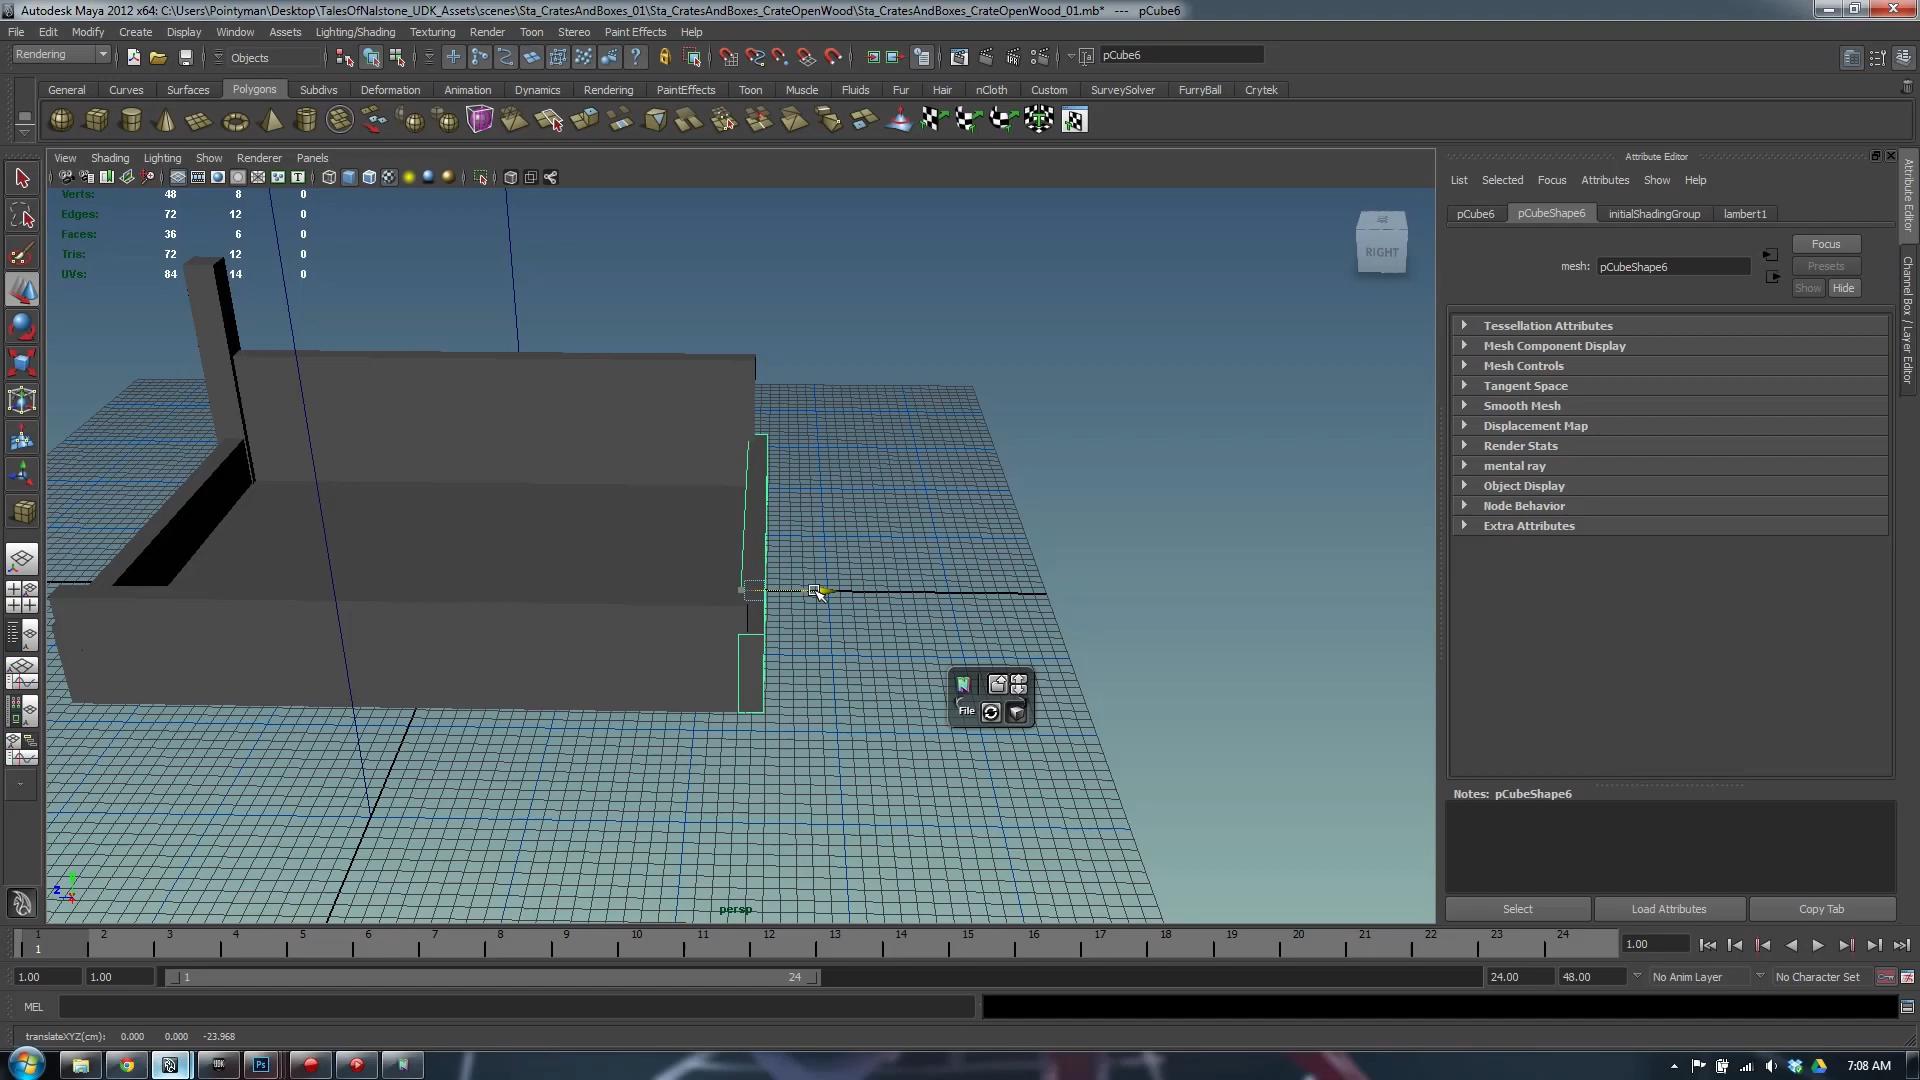 Autodesk Maya 2012 x64: C:\Users\Pointyman\Desktop\TalesOfNalstone_UDK_Assets\scenes\Sta_CratesAndBoxes_01\Sta_CratesAndBoxes_CrateOpenWood\Sta_CratesAndBoxes_CrateOpenWood_01.mb* --- pCube6
File Edit Modify Create Display Window Assets Lighting/Shading Texturing Render Toon Stereo Paint Effects Help
Rendering Objects pCube6
General Curves Surfaces Polygons Subdivs Deformation Animation Dynamics Rendering PaintEffects Toon Muscle Fluids Fur Hair nCloth Custom SurveySolver FurryBall Crytek
View Shading Lighting Show Renderer Panels
Verts: 48 8 0
Edges: 72 12 0
Faces: 36 6 0
Tris: 72 12 0
UVs: 84 14 0
RIGHT
File
persp
Attribute Editor
List Selected Focus Attributes Show Help
pCube6 pCubeShape6 initialShadingGroup lambert1
Focus
mesh: pCubeShape6 Presets
Show Hide
Tessellation Attributes
Mesh Component Display
Mesh Controls
Tangent Space
Smooth Mesh
Displacement Map
Render Stats
mental ray
Object Display
Node Behavior
Extra Attributes
Notes: pCubeShape6
Select Load Attributes Copy Tab
Attribute Editor
Channel Box / Layer Editor
1 2 3 4 5 6 7 8 9 10 11 12 13 14 15 16 17 18 19 20 21 22 23 24
1 1.00
1.00 1.00 1 24 24.00 48.00 No Anim Layer No Character Set
MEL
translateXYZ(cm): 0.000 0.000 -23.968
Ps 7:08 AM